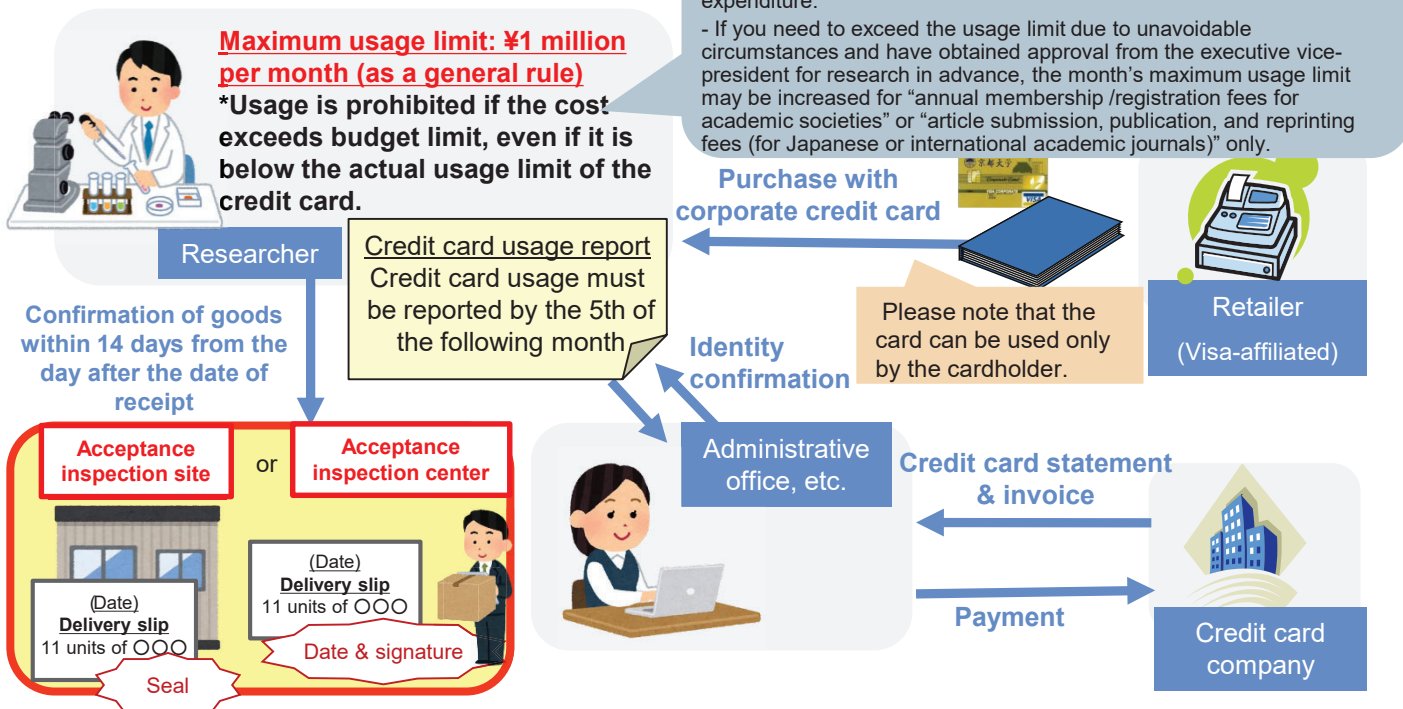 expenditure.
- If you need to exceed the usage limit due to unavoidable
circumstances and have obtained approval from the executive vice-
president for research in advance, the month's maximum usage limit
may be increased for “annual membership /registration fees for
academic societies” or “article submission, publication, and reprinting
fees (for Japanese or international academic journals)” only.
Maximum usage limit: ¥1 million
per month (as a general rule)
*Usage is prohibited if the cost
exceeds budget limit, even if it is
below the actual usage limit of the
credit card.
Researcher
Purchase with
corporate credit card
京都大学
VISA
Retailer
(Visa-affiliated)
Please note that the
card can be used only
by the cardholder.
Credit card usage report
Credit card usage must
be reported by the 5th of
the following month
Identity
confirmation
Confirmation of goods
within 14 days from the
day after the date of
receipt
Acceptance
inspection site
or
Acceptance
inspection center
(Date)
Delivery slip
11 units of ○○○
Seal
(Date)
Delivery slip
11 units of ○○○
Date & signature
Administrative
office, etc.
Credit card statement
& invoice
Payment
Credit card
company